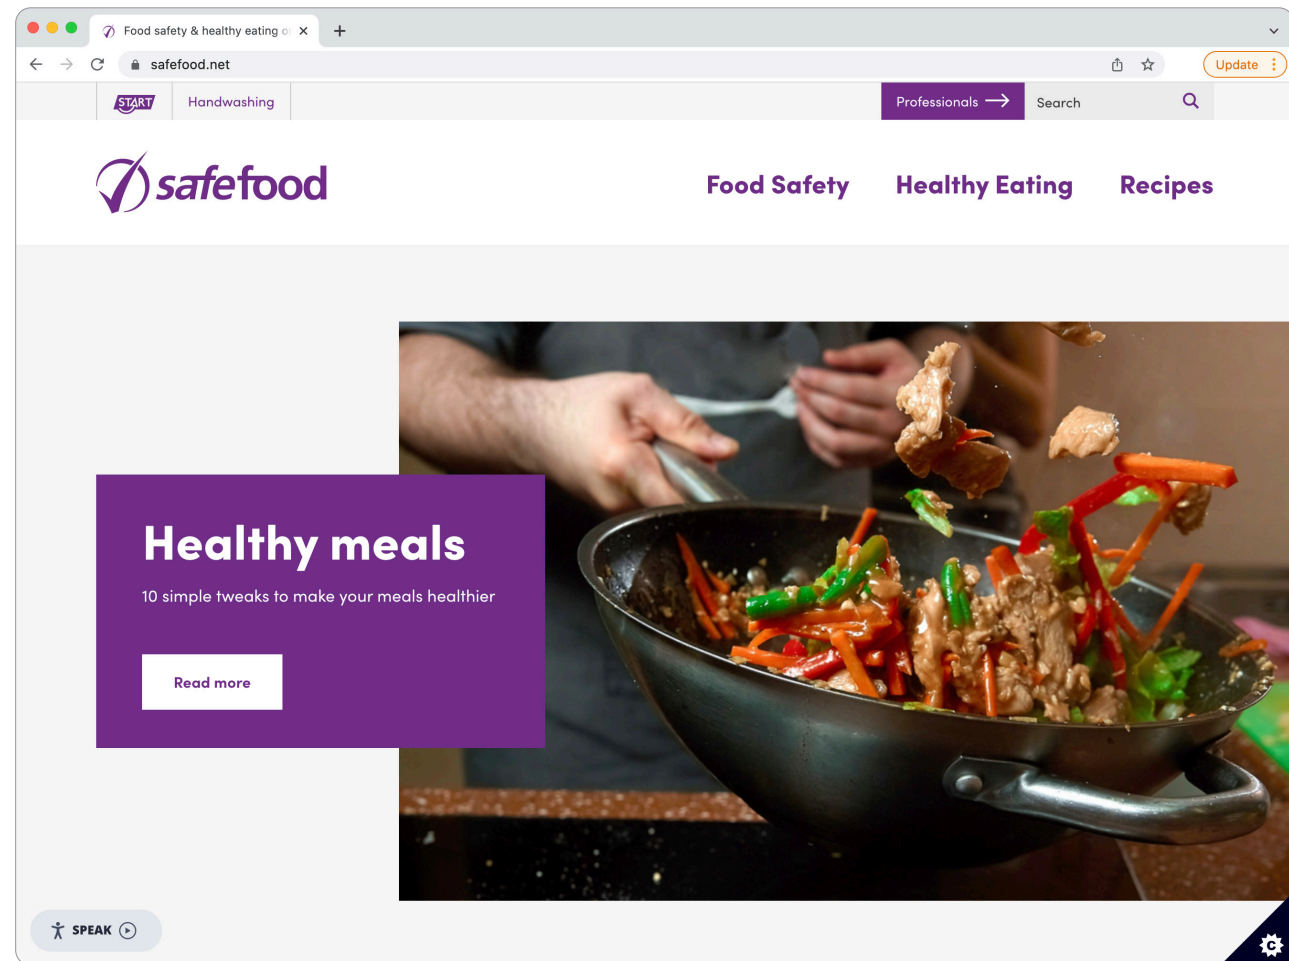 Food safety & healthy eating o
safefood.net
Update
START
Handwashing
Professionals
Search
safefood
Food Safety
Healthy Eating
Recipes
Healthy meals
10 simple tweaks to make your meals healthier
Read more
SPEAK
C